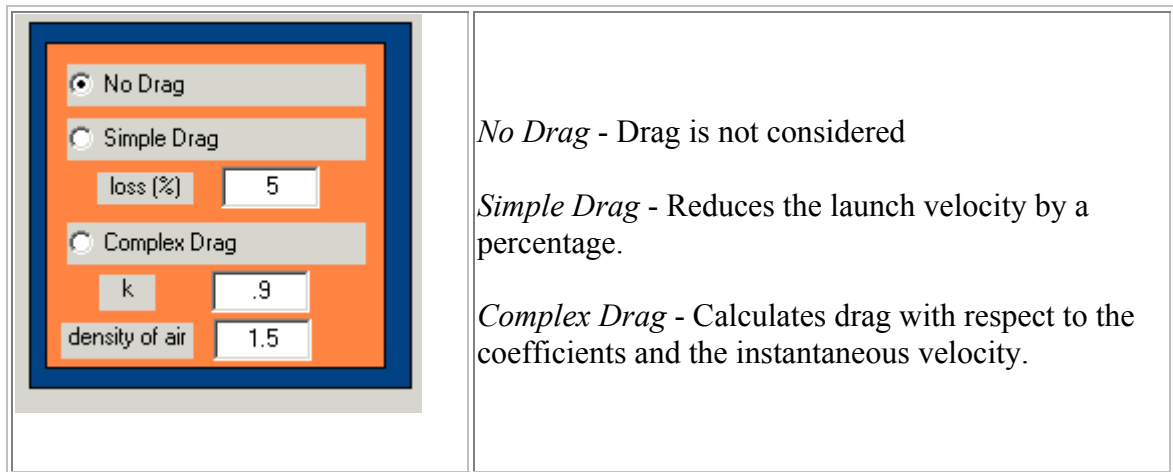 No Drag
Simple Drag
loss (%) 5
Complex Drag
k .9
density of air 1.5
No Drag - Drag is not considered
Simple Drag - Reduces the launch velocity by a
percentage.
Complex Drag - Calculates drag with respect to the
coefficients and the instantaneous velocity.